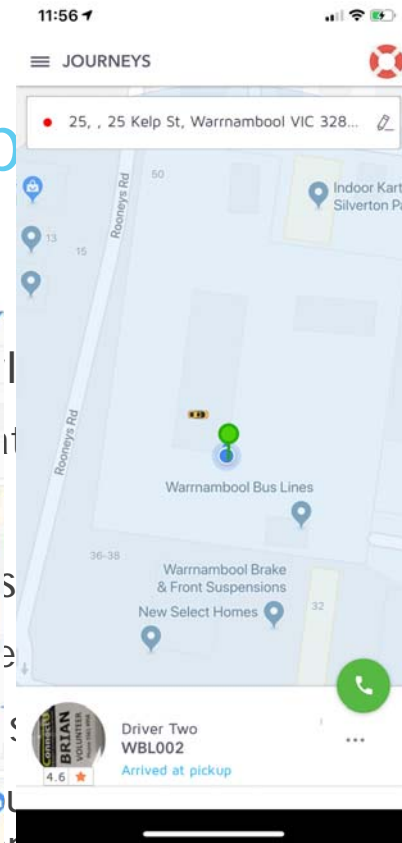 11:56
JOURNEYS
25, , 25 Kelp St, Warrnambool VIC 328...
50
Rooneys Rd
Indoor Kart
Silverton Pa
13
15
Rooneys Rd
Warrnambool Bus Lines
36-38
Warrnambool Brake
& Front Suspensions
New Select Homes
32
ConnectU
BRIAN
VOLUNTEER
4.6
Driver Two
WBL002
...
Arrived at pickup